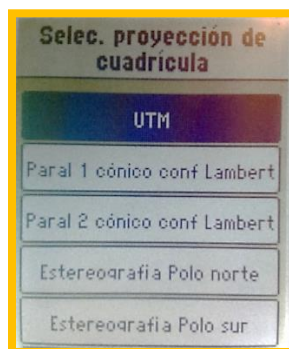 Selec. proyección de
cuadrícula
UTM
Paral 1 cónico conf Lambert
Paral 2 cónico conf Lambert
Estereografía Polo norte
Estereografía Polo sur